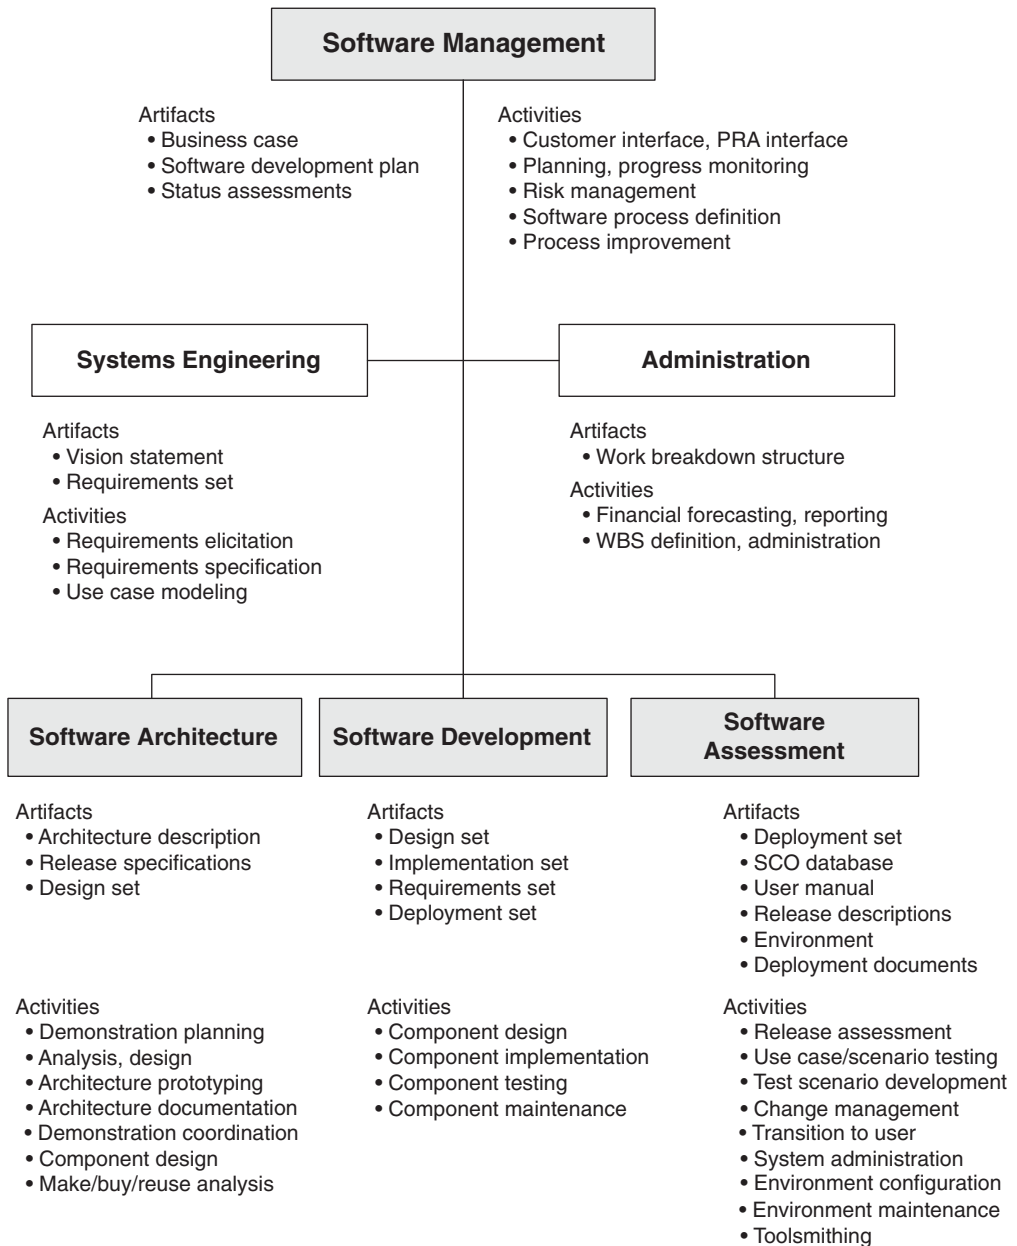 Software Management
Artifacts
• Business case
• Software development plan
• Status assessments
Activities
• Customer interface, PRA interface
• Planning, progress monitoring
• Risk management
• Software process definition
• Process improvement
Systems Engineering
Artifacts
• Vision statement
• Requirements set
Activities
• Requirements elicitation
• Requirements specification
• Use case modeling
Administration
Artifacts
• Work breakdown structure
Activities
• Financial forecasting, reporting
• WBS definition, administration
Software Architecture
Artifacts
• Architecture description
• Release specifications
• Design set
Activities
• Demonstration planning
• Analysis, design
• Architecture prototyping
• Architecture documentation
• Demonstration coordination
• Component design
• Make/buy/reuse analysis
Software Development
Artifacts
• Design set
• Implementation set
• Requirements set
• Deployment set
Activities
• Component design
• Component implementation
• Component testing
• Component maintenance
Software
Assessment
Artifacts
• Deployment set
• SCO database
• User manual
• Release descriptions
• Environment
• Deployment documents
Activities
• Release assessment
• Use case/scenario testing
• Test scenario development
• Change management
• Transition to user
• System administration
• Environment configuration
• Environment maintenance
• Toolsmithing